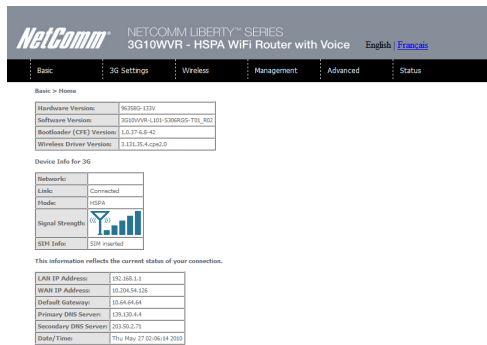 NetComm®
NETCOMM LIBERTY™ SERIES
3G10WVR - HSPA WiFi Router with Voice
English | Français
Basic
3G Settings
Wireless
Management
Advanced
Status
Basic > Home
Hardware Version: 96358G-133V
Software Version: 3G10WVR-L101-S306RGS-T01_R02
Bootloader (CFE) Version: 1.0.37-6.8-42
Wireless Driver Version: 3.131.35.4.cpe2.0
Device Info for 3G
Network:
Link: Connected
Mode: HSPA
Signal Strength:
SIM Info: SIM inserted
This information reflects the current status of your connection.
LAN IP Address: 192.168.1.1
WAN IP Address: 10.204.54.126
Default Gateway: 10.64.64.64
Primary DNS Server: 139.130.4.4
Secondary DNS Server: 203.50.2.71
Date/Time: Thu May 27 02:06:14 2010